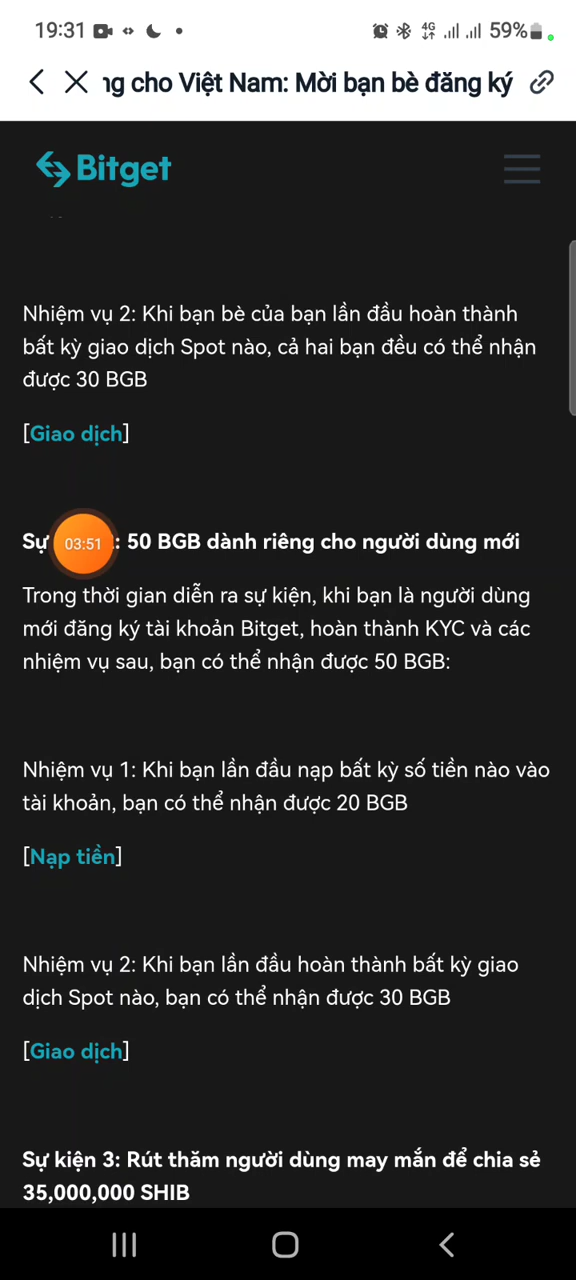 19:31
4G
59%
ng cho Việt Nam: Mời bạn bè đăng ký
Bitget
Nhiệm vụ 2: Khi bạn bè của bạn lần đầu hoàn thành
bất kỳ giao dịch Spot nào, cả hai bạn đều có thể nhận
được 30 BGB
[Giao dịch]
Sự : 50 BGB dành riêng cho người dùng mới
03:51
Trong thời gian diễn ra sự kiện, khi bạn là người dùng
mới đăng ký tài khoản Bitget, hoàn thành KYC và các
nhiệm vụ sau, bạn có thể nhận được 50 BGB:
Nhiệm vụ 1: Khi bạn lần đầu nạp bất kỳ số tiền nào vào
tài khoản, bạn có thể nhận được 20 BGB
[Nạp tiền]
Nhiệm vụ 2: Khi bạn lần đầu hoàn thành bất kỳ giao
dịch Spot nào, bạn có thể nhận được 30 BGB
[Giao dịch]
Sự kiện 3: Rút thăm người dùng may mắn để chia sẻ
35,000,000 SHIB